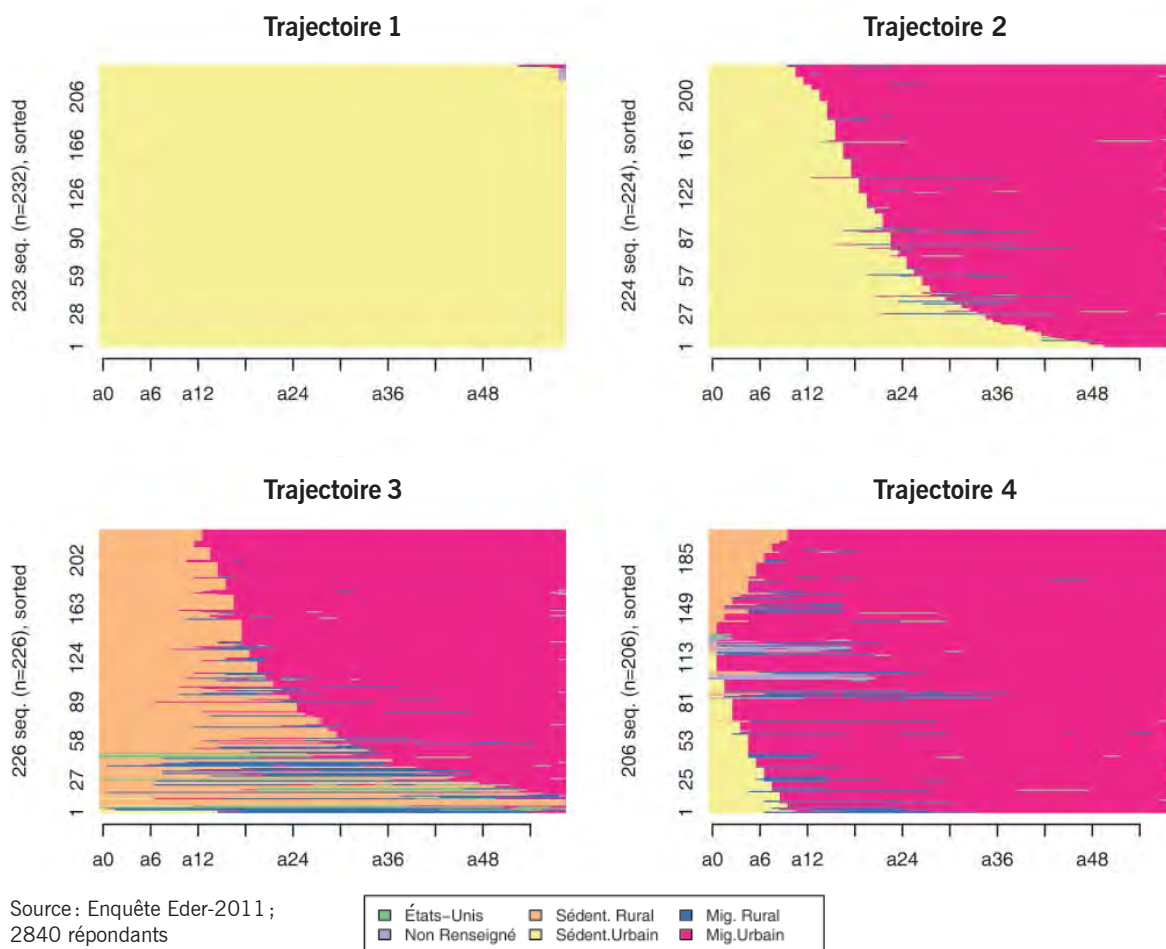 Trajectoire 1
232 seq. (n=232), sorted
206
166
126
90
59
28
1
a0 a6 a12 a24 a36 a48
Trajectoire 2
224 seq. (n=224), sorted
200
161
122
87
57
27
1
a0 a6 a12 a24 a36 a48
Trajectoire 3
226 seq. (n=226), sorted
202
163
124
89
58
27
1
a0 a6 a12 a24 a36 a48
Trajectoire 4
206 seq. (n=206), sorted
185
149
113
81
53
25
1
a0 a6 a12 a24 a36 a48
Source : Enquête Eder-2011 ;
2840 répondants
États-Unis Sédent. Rural Mig. Rural
Non Renseigné Sédent.Urbain Mig.Urbain